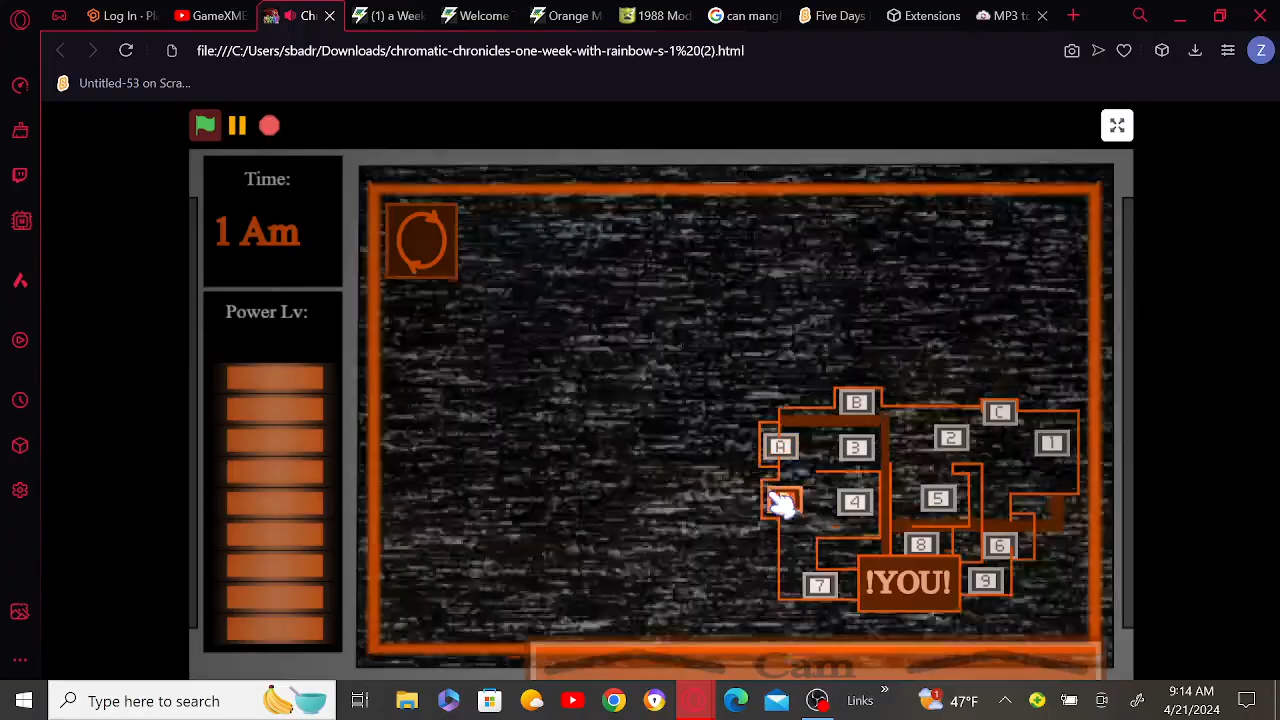 Log In - Pl
GameXME
Ch
(1) a Week
Welcome
Orange M
1988 Mod
can mangl
Five Days
Extensions
MP3 to
file:///C:/Users/sbadr/Downloads/chromatic-chronicles-one-week-with-rainbow-s-1%20(2).html
Z
Untitled-53 on Scra...
Time:
1 Am
Power Lv:
B
C
A
3
2
1
4
5
8
6
7
!YOU!
9
Cam
Type here to search
Links
47°F
9:14 AM
4/21/2024